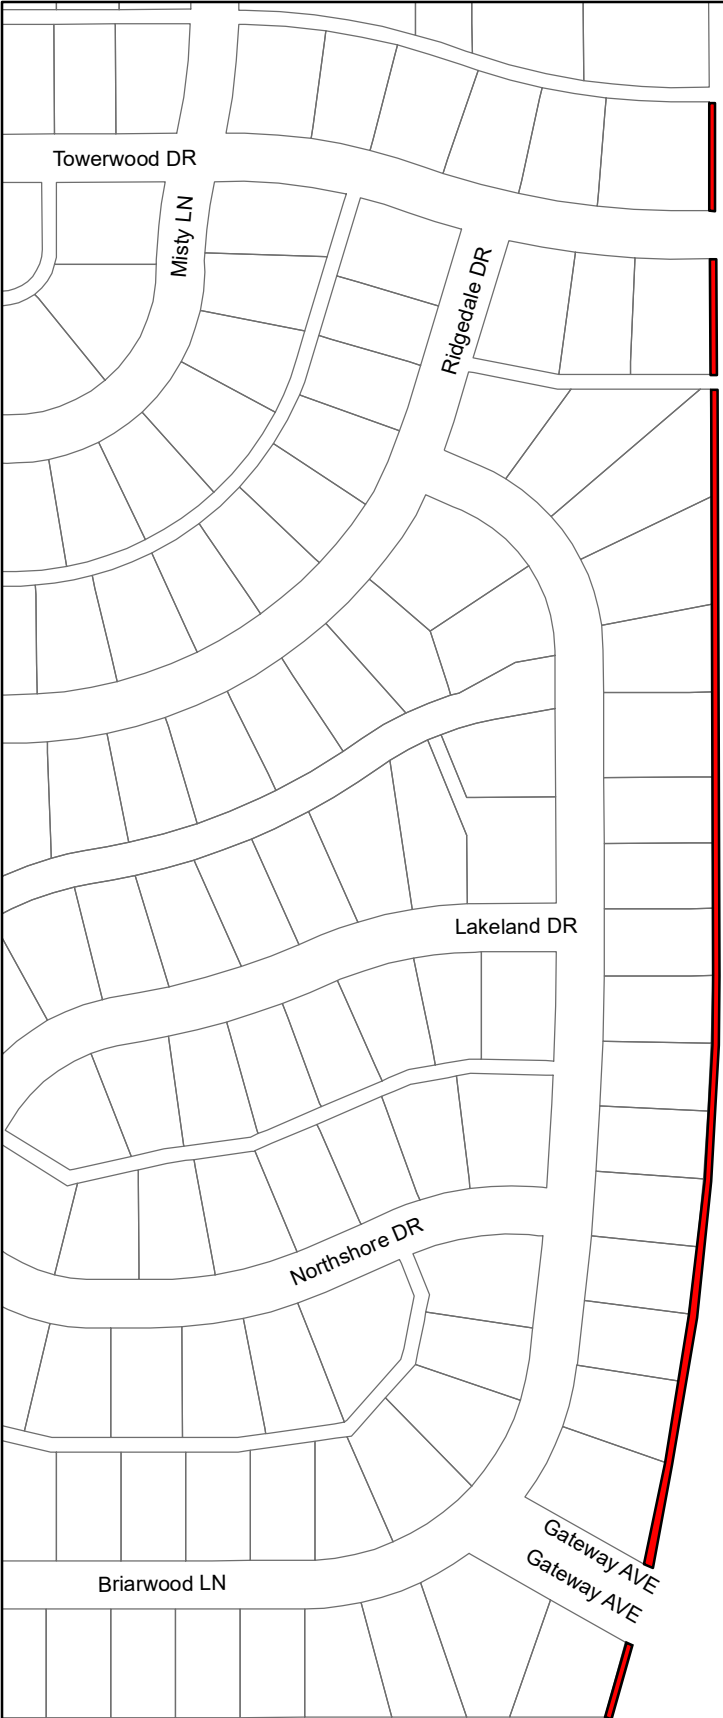 Towerwood DR
Misty LN
Ridgedale DR
Lakeland DR
Northshore DR
Gateway AVE
Gateway AVE
Briarwood LN